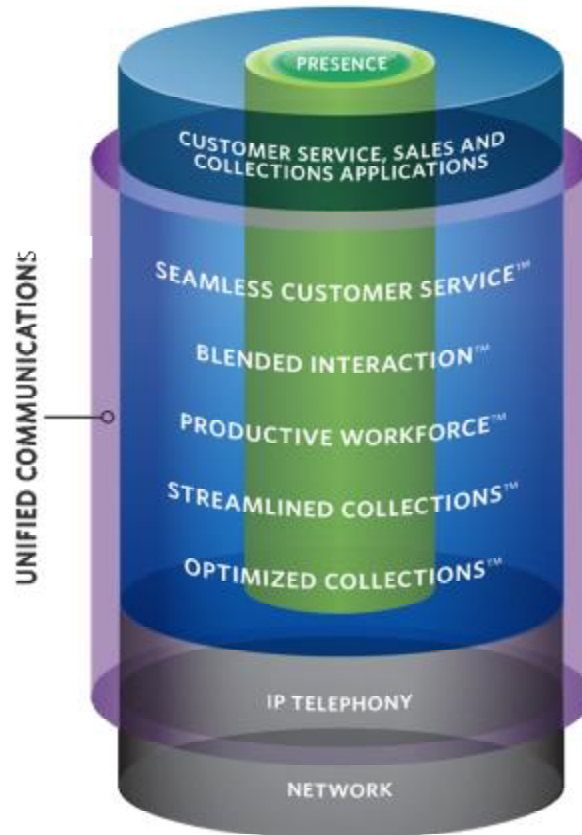 PRESENCE
CUSTOMER SERVICE, SALES AND
COLLECTIONS APPLICATIONS
SEAMLESS CUSTOMER SERVICE™
BLENDED INTERACTION™
PRODUCTIVE WORKFORCE™
STREAMLINED COLLECTIONS™
OPTIMIZED COLLECTIONS™
IP TELEPHONY
NETWORK
UNIFIED COMMUNICATIONS